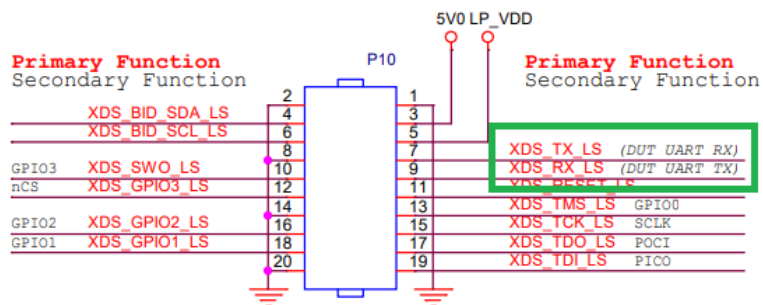 5V0 LP_VDD
Primary Function
Secondary Function
P10
Primary Function
Secondary Function
2 1
XDS_BID_SDA_LS 4 3
XDS_BID_SCL_LS 6 5
8 7 XDS_TX_LS (DUT UART RX)
GPIO3 XDS_SWO_LS 10 9 XDS_RX_LS (DUT UART TX)
nCS XDS_GPIO3_LS 12 11 XDS_RESET_LS
14 13 XDS_TMS_LS GPIO0
GPIO2 XDS_GPIO2_LS 16 15 XDS_TCK_LS SCLK
GPIO1 XDS_GPIO1_LS 18 17 XDS_TDO_LS POCI
20 19 XDS_TDI_LS PICO